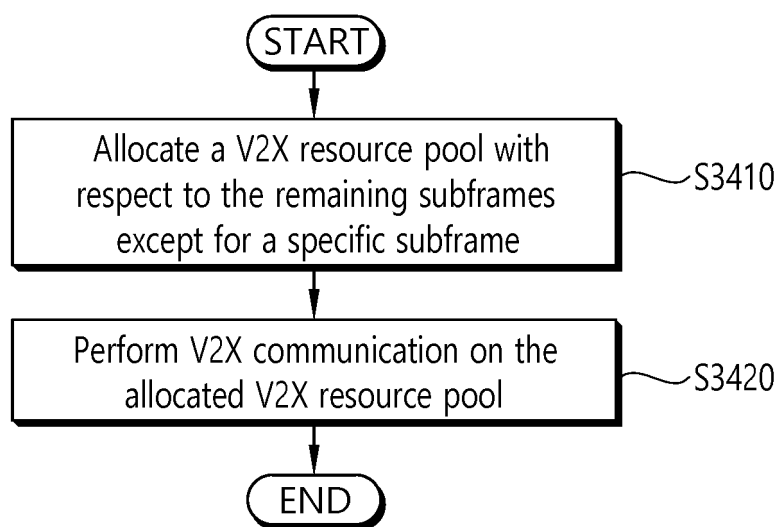 START
Allocate a V2X resource pool with
respect to the remaining subframes
except for a specific subframe
S3410
Perform V2X communication on the
allocated V2X resource pool
S3420
END